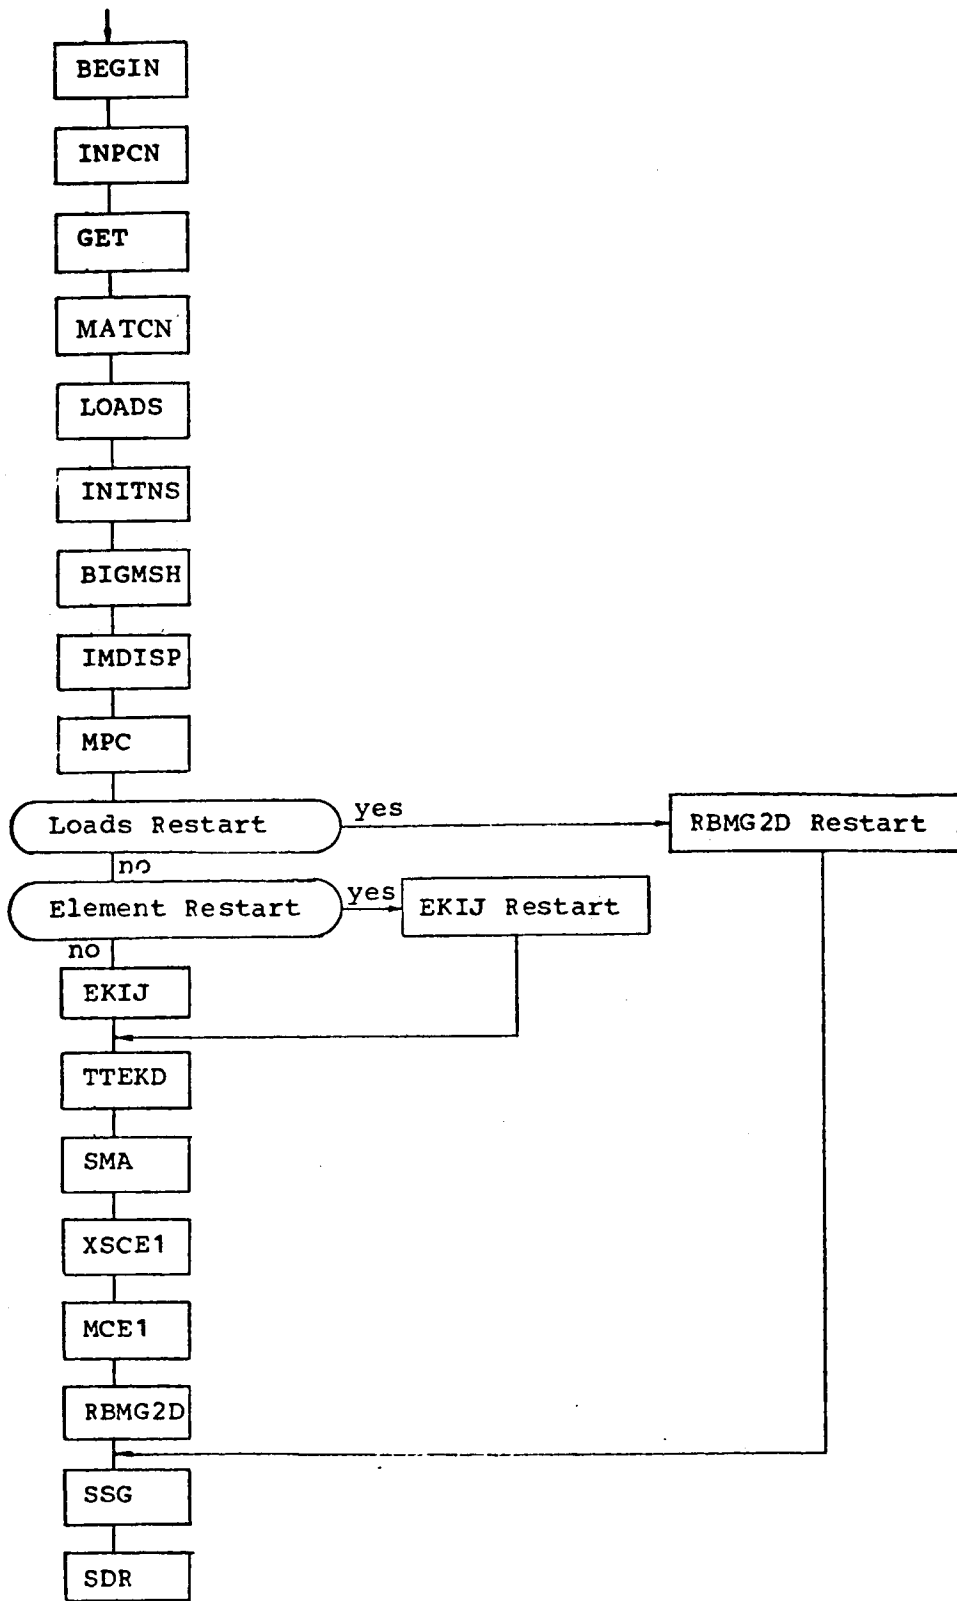 BEGIN
INPCN
GET
MATCN
LOADS
INITNS
BIGMSH
IMDISP
MPC
Loads Restart
yes
RBMG2D Restart
no
Element Restart
yes
EKIJ Restart
no
EKIJ
TTEKD
SMA
XSCE1
MCE1
RBMG2D
SSG
SDR